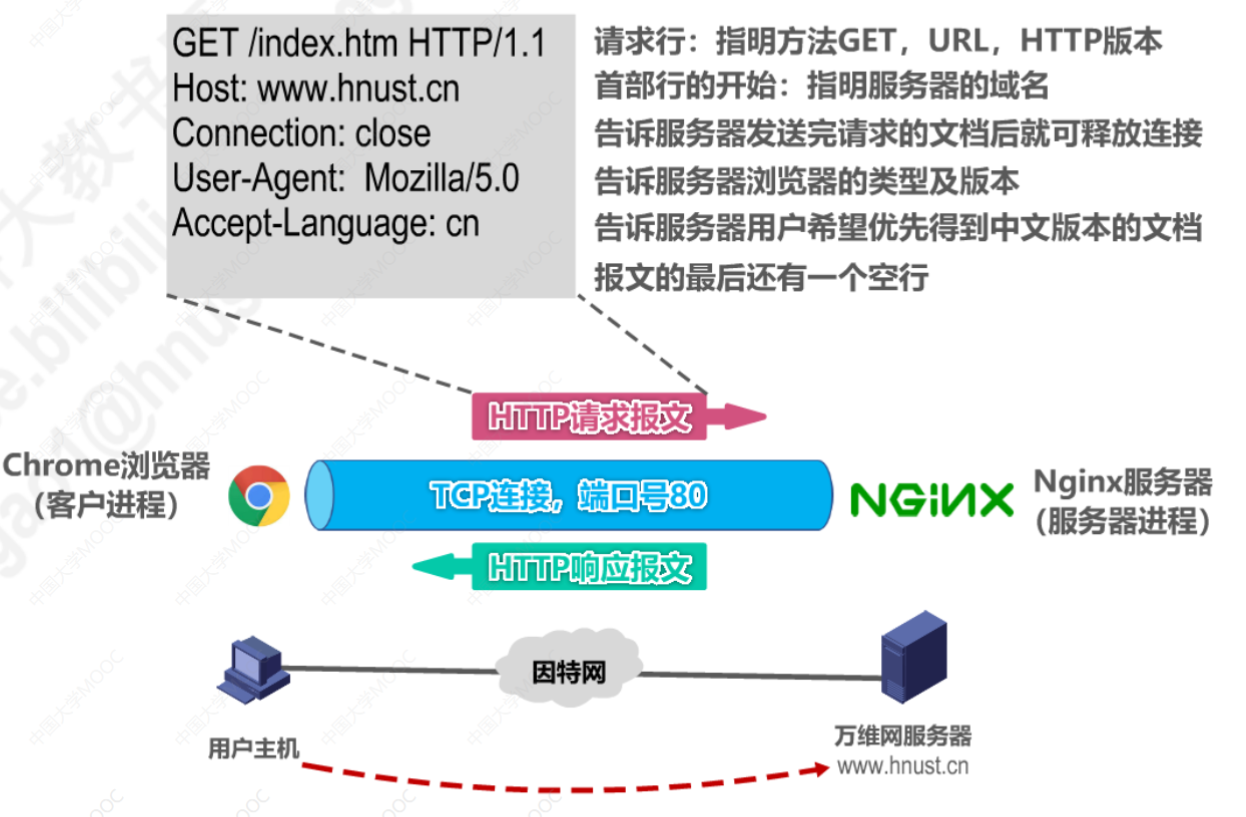 GET /index.htm HTTP/1.1
请求行：指明方法GET，URL，HTTP版本
Host: www.hnust.cn
首部行的开始：指明服务器的域名
Connection: close
告诉服务器发送完请求的文档后就可释放连接
User-Agent: Mozilla/5.0
告诉服务器浏览器的类型及版本
Accept-Language: cn
告诉服务器用户希望优先得到中文版本的文档
报文的最后还有一个空行
HTTP请求报文
Chrome浏览器
（客户进程）
TCP连接，端口号80
NGINX
Nginx服务器
（服务器进程）
HTTP响应报文
因特网
用户主机
万维网服务器
www.hnust.cn
中国大学MOOC